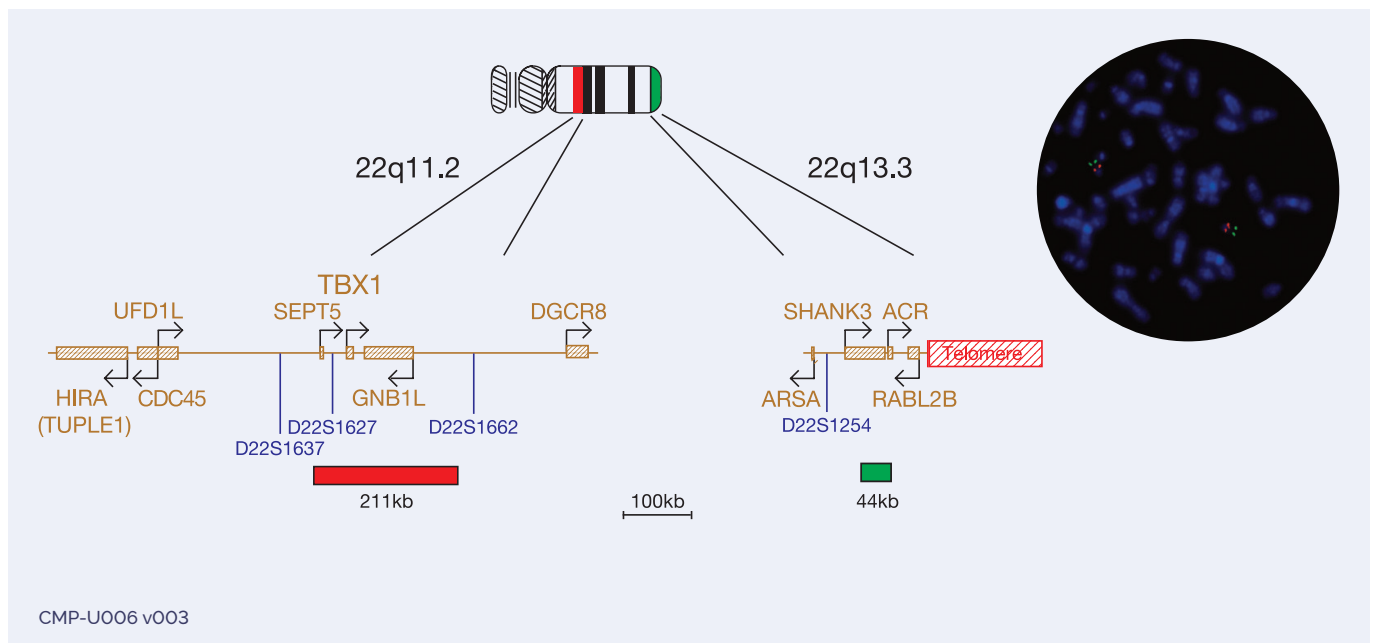 22q11.2
22q13.3
TBX1
UFD1L
SEPT5
DGCR8
SHANK3
ACR
Telomere
HIRA
(TUPLE1)
CDC45
GNB1L
ARSA
RABL2B
D22S1637
D22S1627
D22S1662
D22S1254
211kb
100kb
44kb
CMP-U006 v003